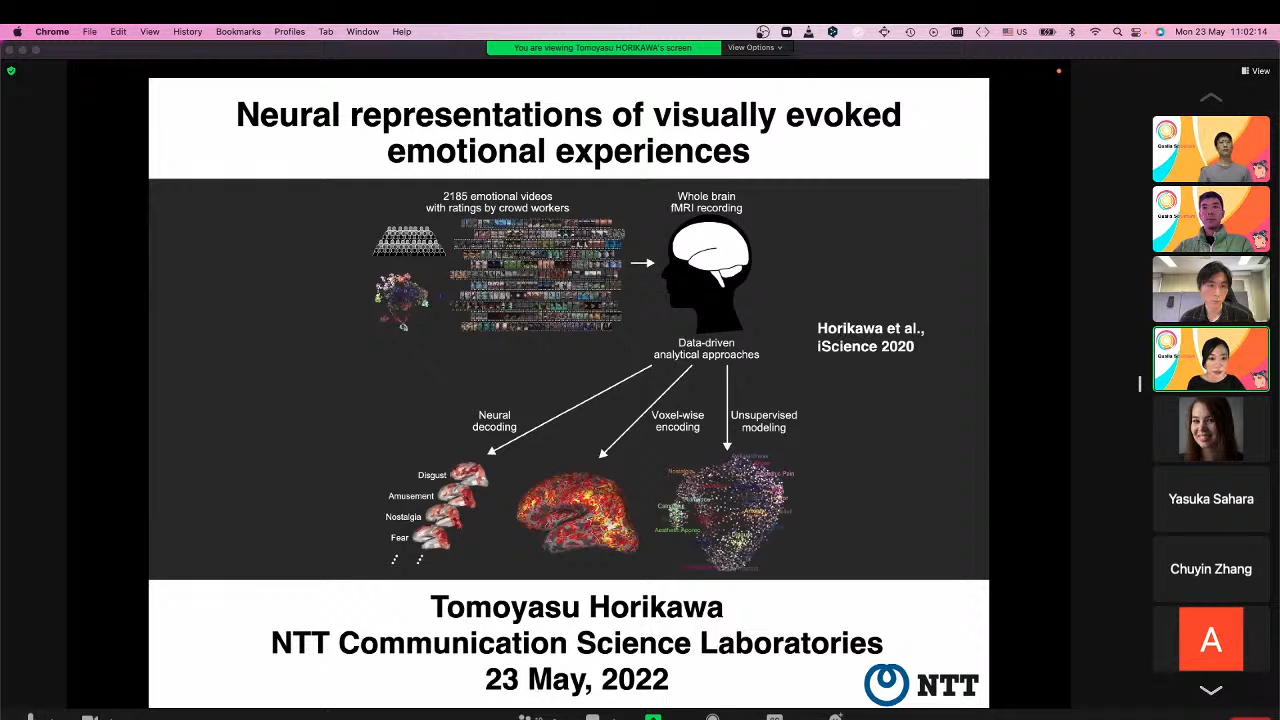 Chrome File Edit View History Bookmarks Profiles Tab Window Help US Mon 23 May 11:02:14
You are viewing Tomoyasu HORIKAWA's screen View Options
View
Neural representations of visually evoked
emotional experiences
2185 emotional videos
with ratings by crowd workers
Whole brain
fMRI recording
Horikawa et al.,
iScience 2020
Data-driven
analytical approaches
Neural
decoding
Voxel-wise
encoding
Unsupervised
modeling
Disgust
Amusement
Nostalgia
Fear
Nostalgia
Anxiety
Tomoyasu Horikawa
NTT Communication Science Laboratories
23 May, 2022
NTT
Yasuka Sahara
Chuyin Zhang
A